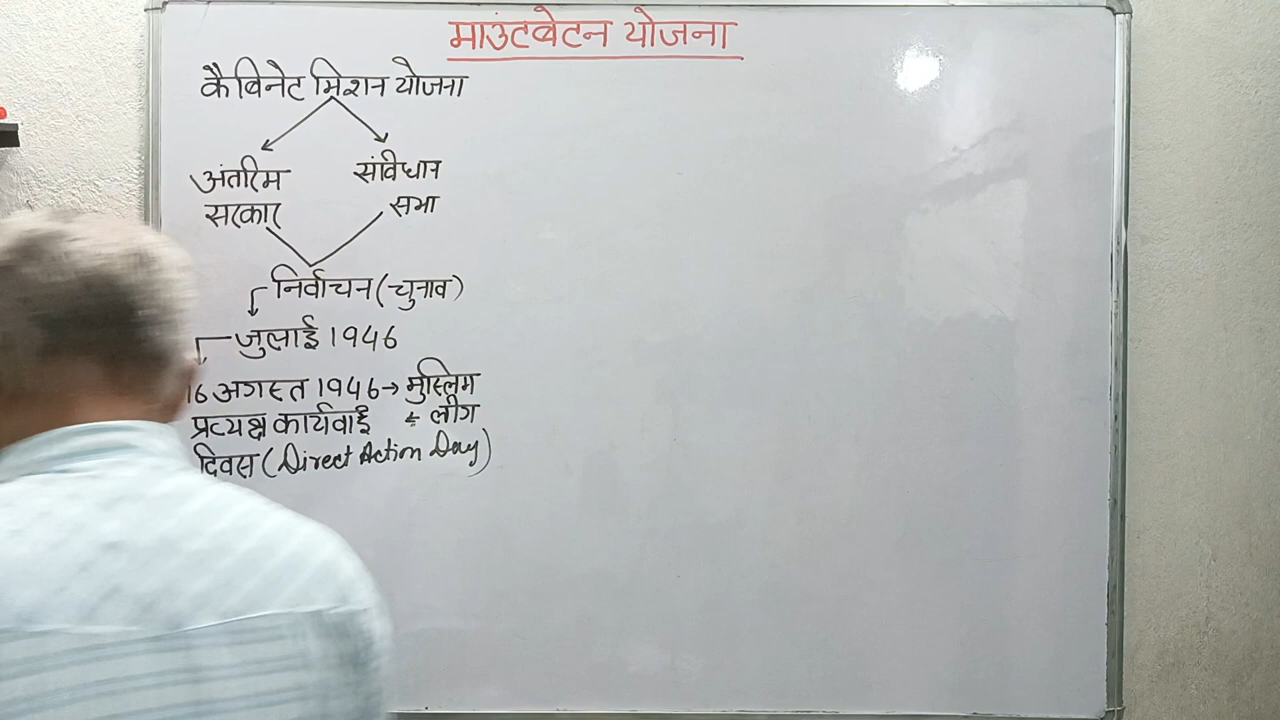 माउंटबेटन योजना
कैबिनेट मिशन योजना
अंतरिम
सरकार
संविधान
सभा
निर्वाचन (चुनाव)
जुलाई 1946
16 अगस्त 1946 → मुस्लिम
प्रत्यक्ष कार्यवाई ← लीग
दिवस (Direct Action Day)